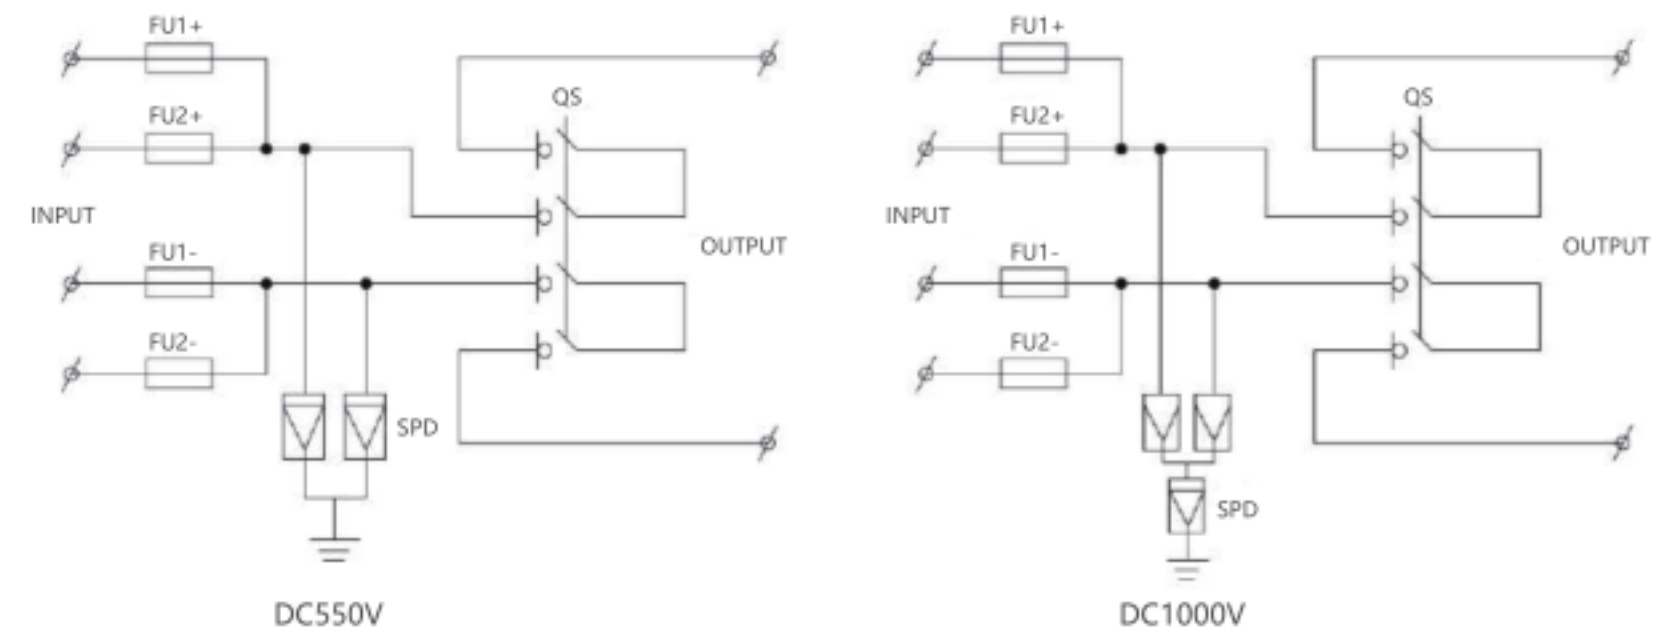 FU1+
QS
FU2+
INPUT
OUTPUT
FU1-
FU2-
SPD
DC550V
FU1+
QS
FU2+
INPUT
OUTPUT
FU1-
FU2-
SPD
DC1000V